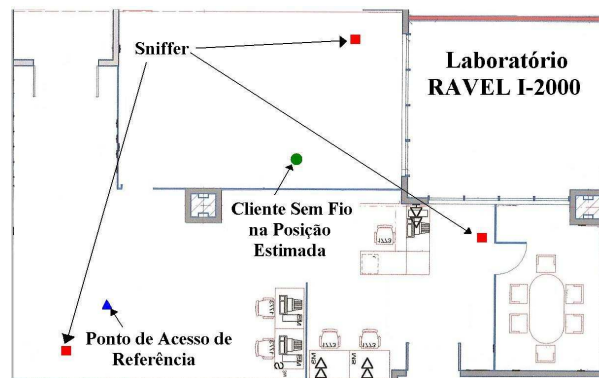 Sniffer
Laboratório
RAVEL I-2000
Cliente Sem Fio
na Posição
Estimada
Ponto de Acesso de
Referência